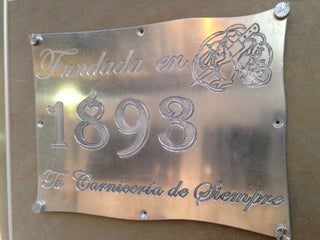 Fundada en
1893
Tu Carnicería de Siempre